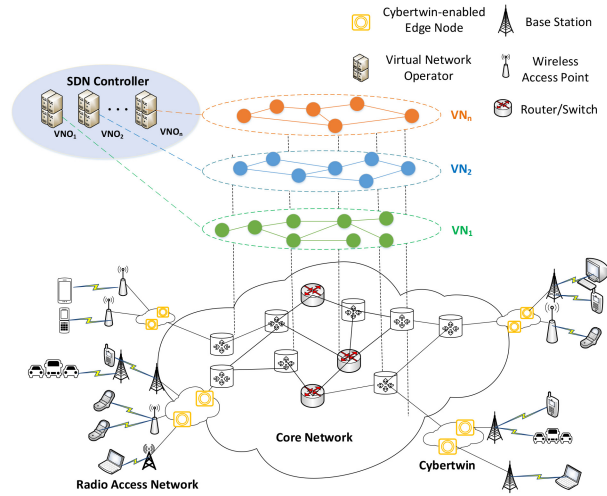 Cybertwin-enabled
Edge Node
Base Station
SDN Controller
Virtual Network
Operator
Wireless
Access Point
Router/Switch
VNO1
VNO2
VNOn
VNn
VN2
VN1
Core Network
Cybertwin
Radio Access Network